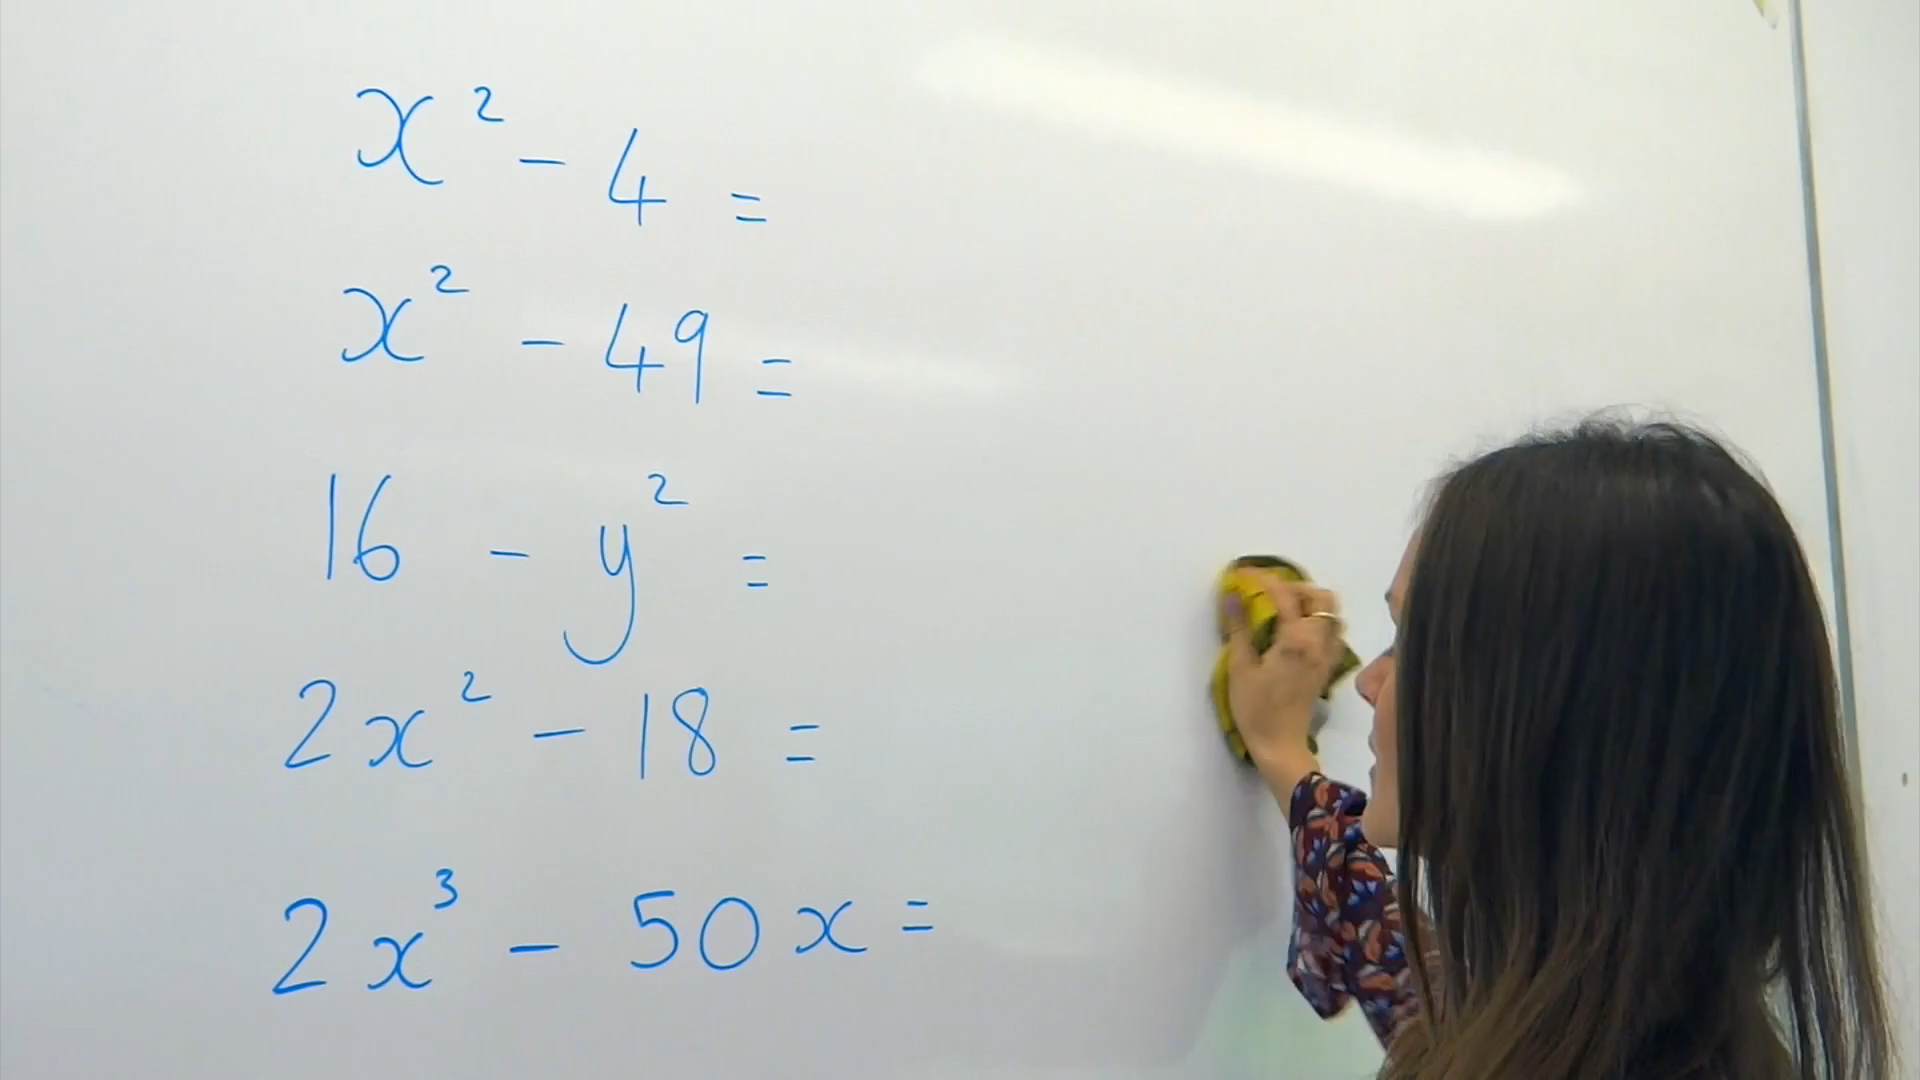 x² - 4 =
x² - 49 =
16 - y² =
2x² - 18 =
2x³ - 50x =